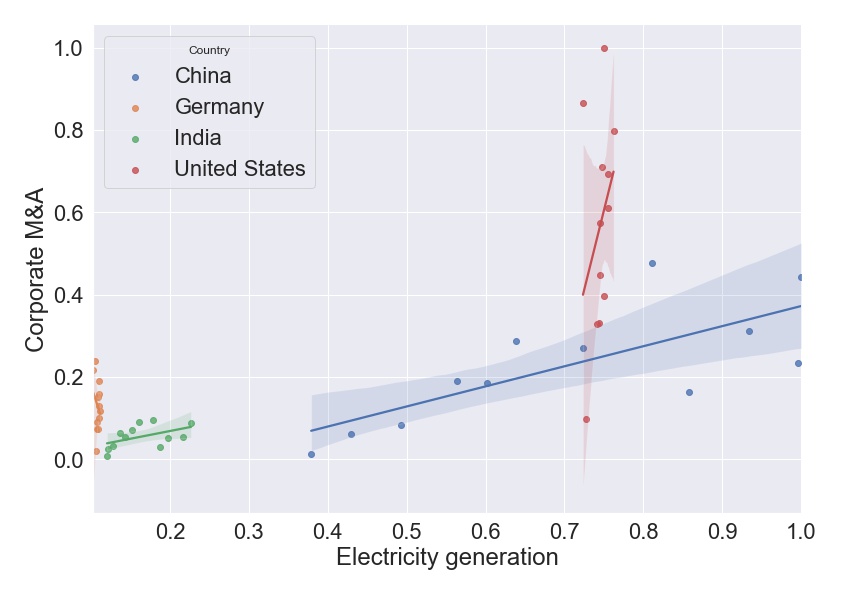 Country
China
Germany
India
United States
Corporate M&A
1.0
0.8
0.6
0.4
0.2
0.0
0.2 0.3 0.4 0.5 0.6 0.7 0.8 0.9 1.0
Electricity generation